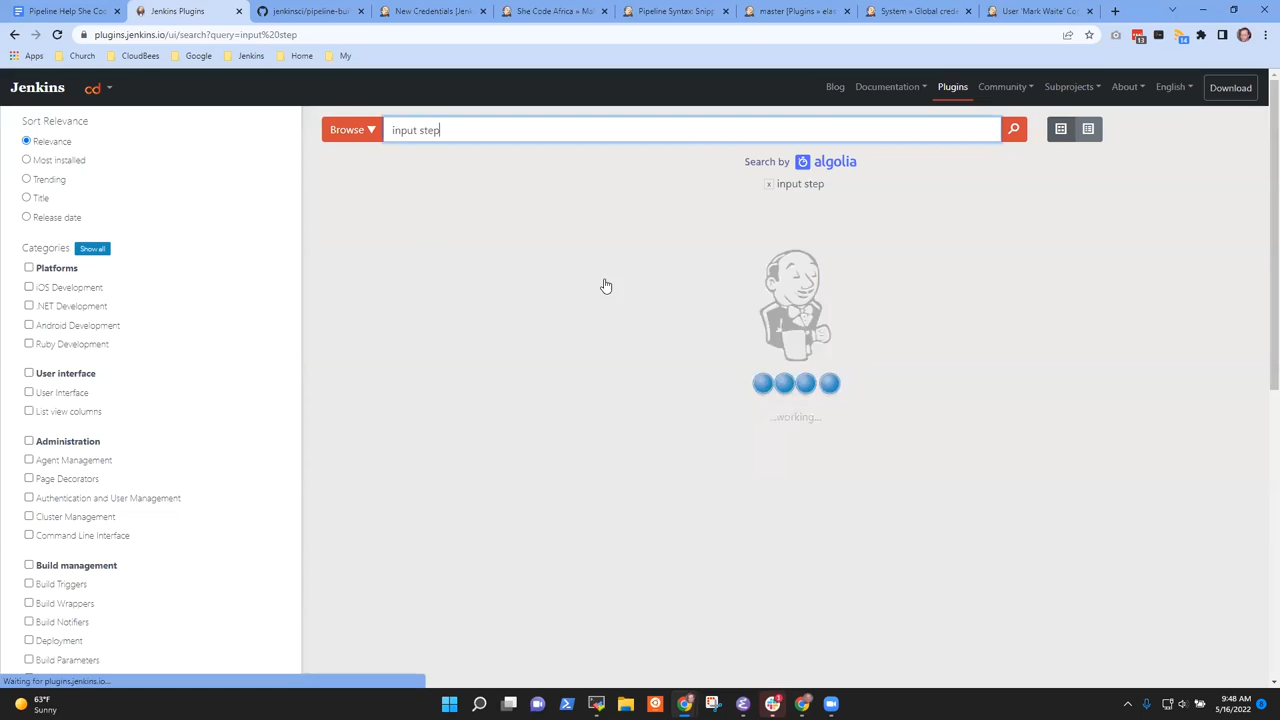 Pipeline Help She Co
Jenkins Plugins
jenkinsci/pipeline-bui
New Credentials [Jenk
She Code Africa » Mai
Pipeline Syntax: Snipp
master [Plugins » elas
System » Global cred
User 'Mark Waite' Cop
plugins.jenkins.io/ui/search?query=input%20step
13
14
Apps
Church
CloudBees
Google
Jenkins
Home
My
Jenkins
cd
Blog
Documentation
Plugins
Community
Subprojects
About
English
Download
Sort Relevance
Relevance
Most installed
Trending
Title
Release date
Categories Show all
Platforms
iOS Development
.NET Development
Android Development
Ruby Development
User interface
User Interface
List view columns
Administration
Agent Management
Page Decorators
Authentication and User Management
Cluster Management
Command Line Interface
Build management
Build Triggers
Build Wrappers
Build Notifiers
Deployment
Build Parameters
Browse ▼
input step
Search by algolia
x input step
...working...
Waiting for plugins.jenkins.io...
63°F
Sunny
9:48 AM
5/16/2022